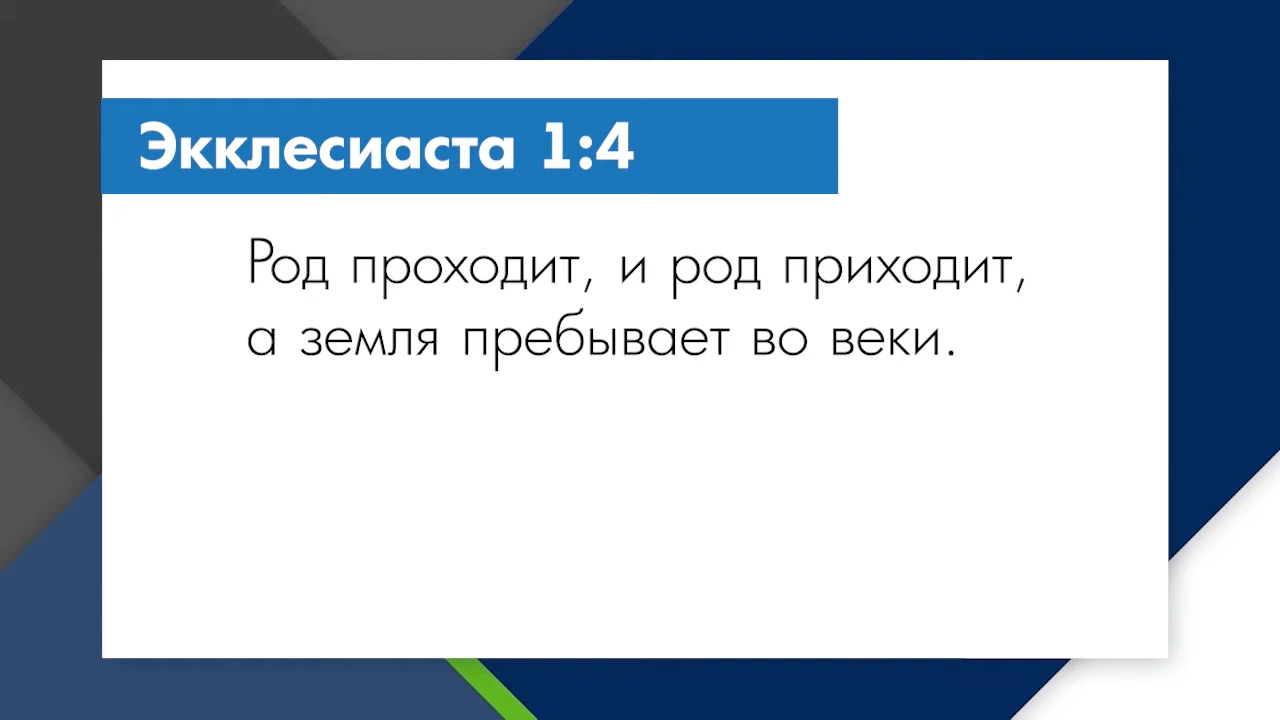 Экклесиаста 1:4
Род проходит, и род приходит,
а земля пребывает во веки.